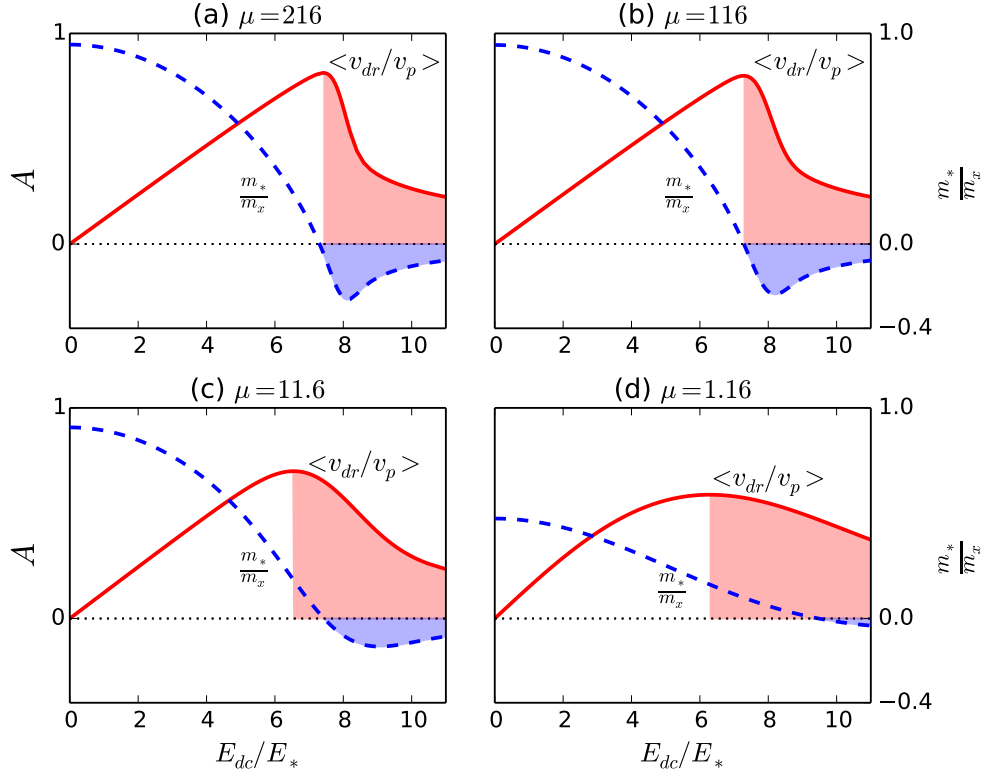 (a) μ=216
1
<v_dr/v_p>
A
m_*/m_x
0
0 2 4 6 8 10
(b) μ=116
1.0
<v_dr/v_p>
m_*/m_x
m_*/m_x
0.0
−0.4
0 2 4 6 8 10
(c) μ=11.6
1
<v_dr/v_p>
A
m_*/m_x
0
0 2 4 6 8 10
E_dc/E_*
(d) μ=1.16
1.0
<v_dr/v_p>
m_*/m_x
m_*/m_x
0.0
−0.4
0 2 4 6 8 10
E_dc/E_*